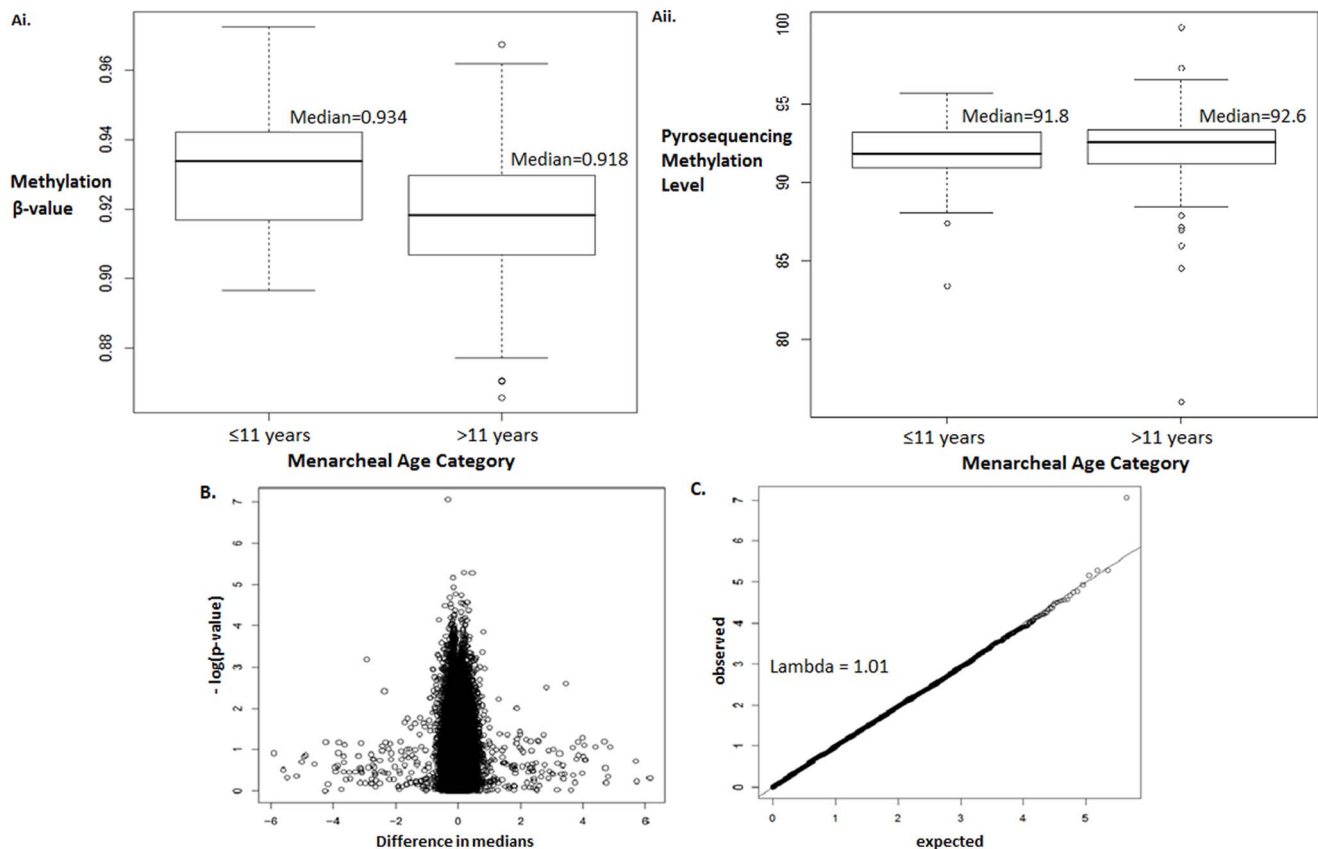 Ai.
0.96
0.94
0.92
0.90
0.88
Methylation
β-value
Median=0.934
Median=0.918
≤11 years
>11 years
Menarcheal Age Category
Aii.
100
95
90
85
80
Pyrosequencing
Methylation
Level
Median=91.8
Median=92.6
≤11 years
>11 years
Menarcheal Age Category
B.
7
6
5
4
3
2
1
0
- log(p-value)
−6
−4
−2
0
2
4
6
Difference in medians
C.
7
6
5
4
3
2
1
0
observed
Lambda = 1.01
0
1
2
3
4
5
expected